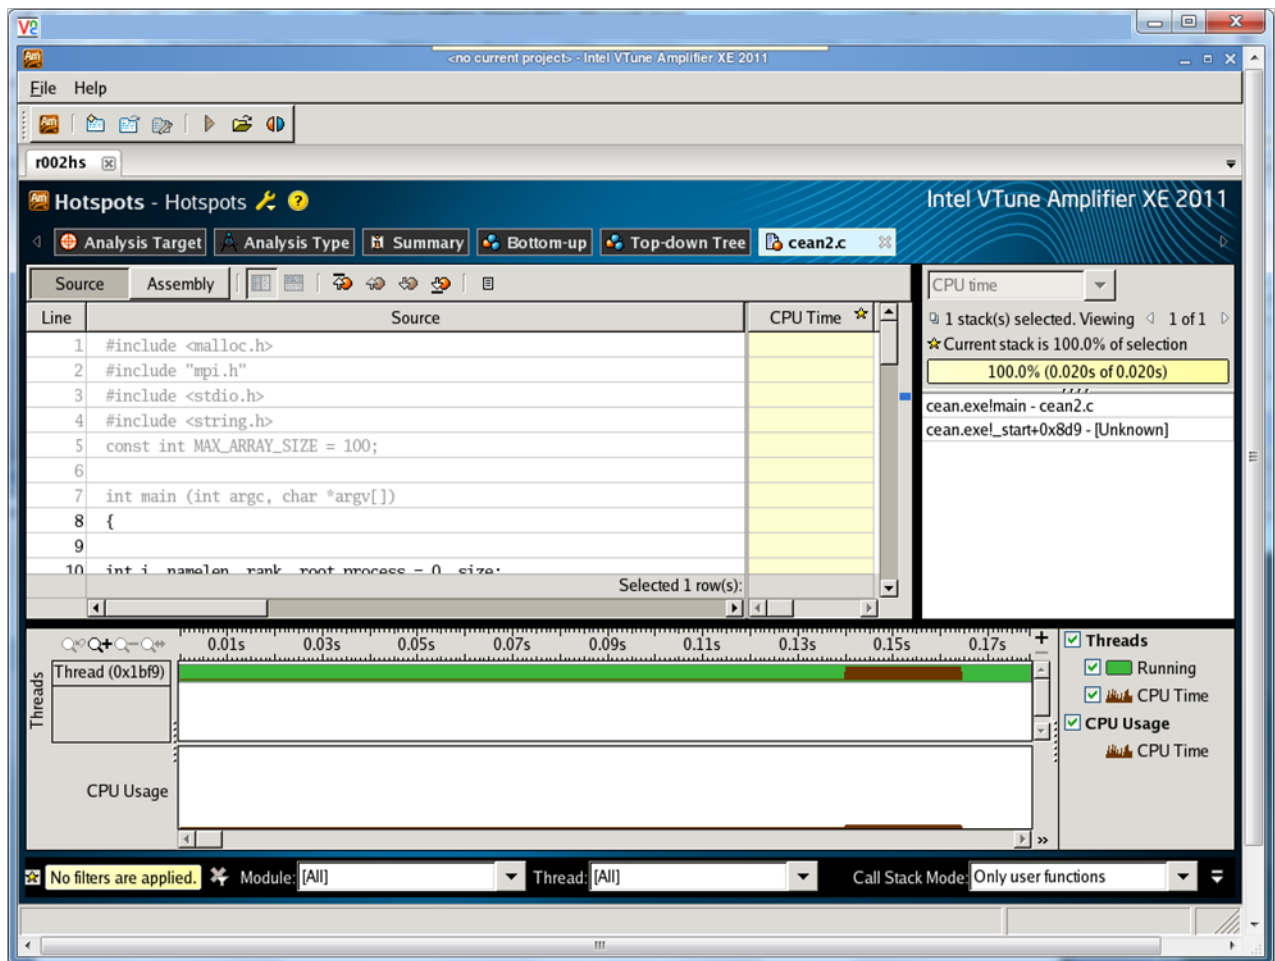 <no current project> - Intel VTune Amplifier XE 2011
File Help
r002hs
Hotspots - Hotspots
Intel VTune Amplifier XE 2011
Analysis Target Analysis Type Summary Bottom-up Top-down Tree cean2.c
Source Assembly
CPU time
Line Source CPU Time
1 stack(s) selected. Viewing 1 of 1
Current stack is 100.0% of selection
100.0% (0.020s of 0.020s)
cean.exe!main - cean2.c
cean.exe!_start+0x8d9 - [Unknown]
1 #include <malloc.h>
2 #include "mpi.h"
3 #include <stdio.h>
4 #include <string.h>
5 const int MAX_ARRAY_SIZE = 100;
6
7 int main (int argc, char *argv[])
8 {
9
10 int i, namelen, rank, root_process = 0, size;
Selected 1 row(s):
0.01s 0.03s 0.05s 0.07s 0.09s 0.11s 0.13s 0.15s 0.17s
Threads
Thread (0x1bf9)
CPU Usage
Threads
Running
CPU Time
CPU Usage
CPU Time
No filters are applied. Module: [All] Thread: [All] Call Stack Mode: Only user functions